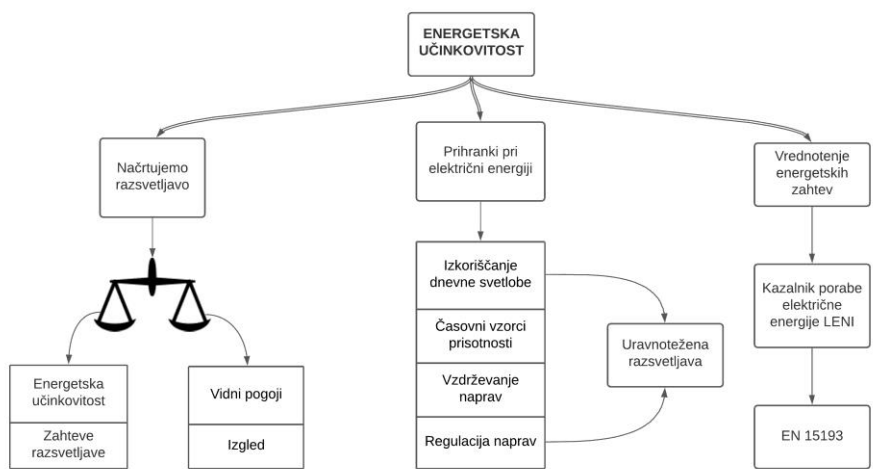 ENERGETSKA
UČINKOVITOST
Načrtujemo
razsvetljavo
Prihranki pri
električni energiji
Vrednotenje
energetskih
zahtev
Izkoriščanje
dnevne svetlobe
Časovni vzorci
prisotnosti
Vzdrževanje
naprav
Regulacija naprav
Uravnotežena
razsvetljava
Kazalnik porabe
električne
energije LENI
EN 15193
Energetska
učinkovitost
Zahteve
razsvetljave
Vidni pogoji
Izgled